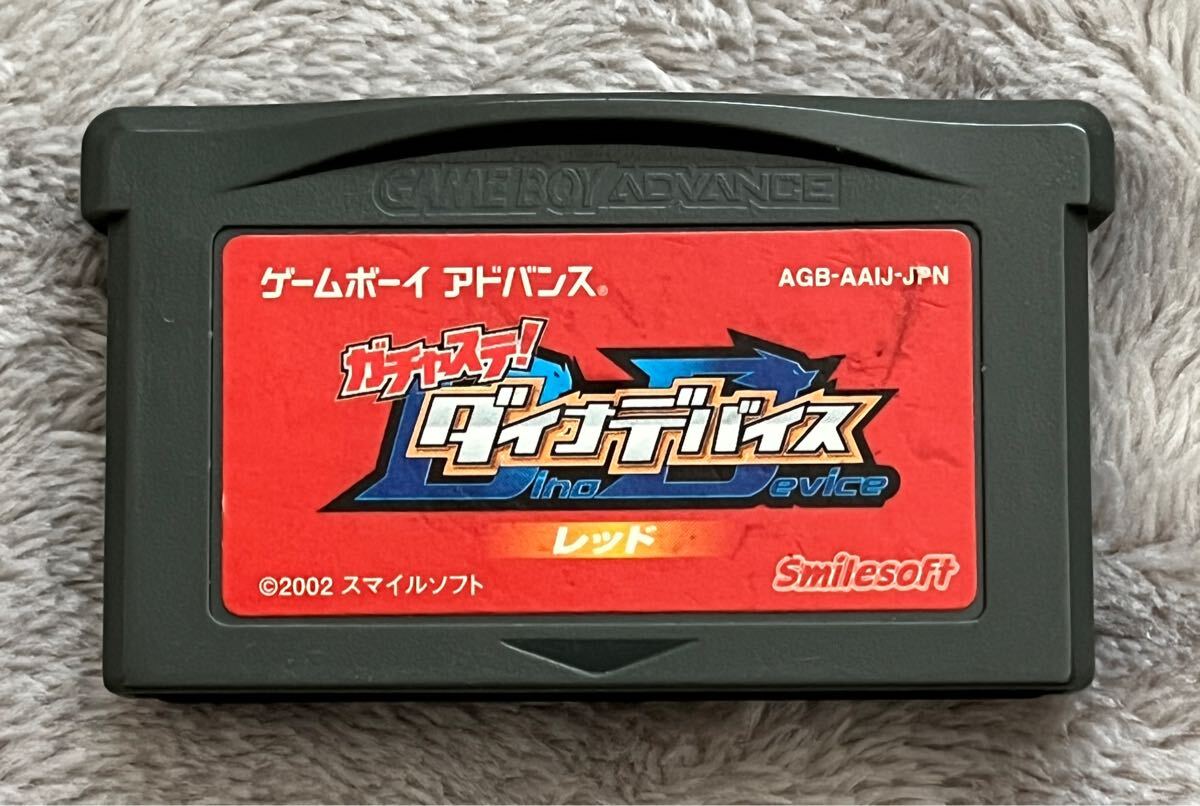 GAME BOY ADVANCE
ゲームボーイ アドバンス®
AGB-AAIJ-JPN
ガチャステ!
ダイナデバイス
Dino Device
レッド
©2002 スマイルソフト
Smilesoft